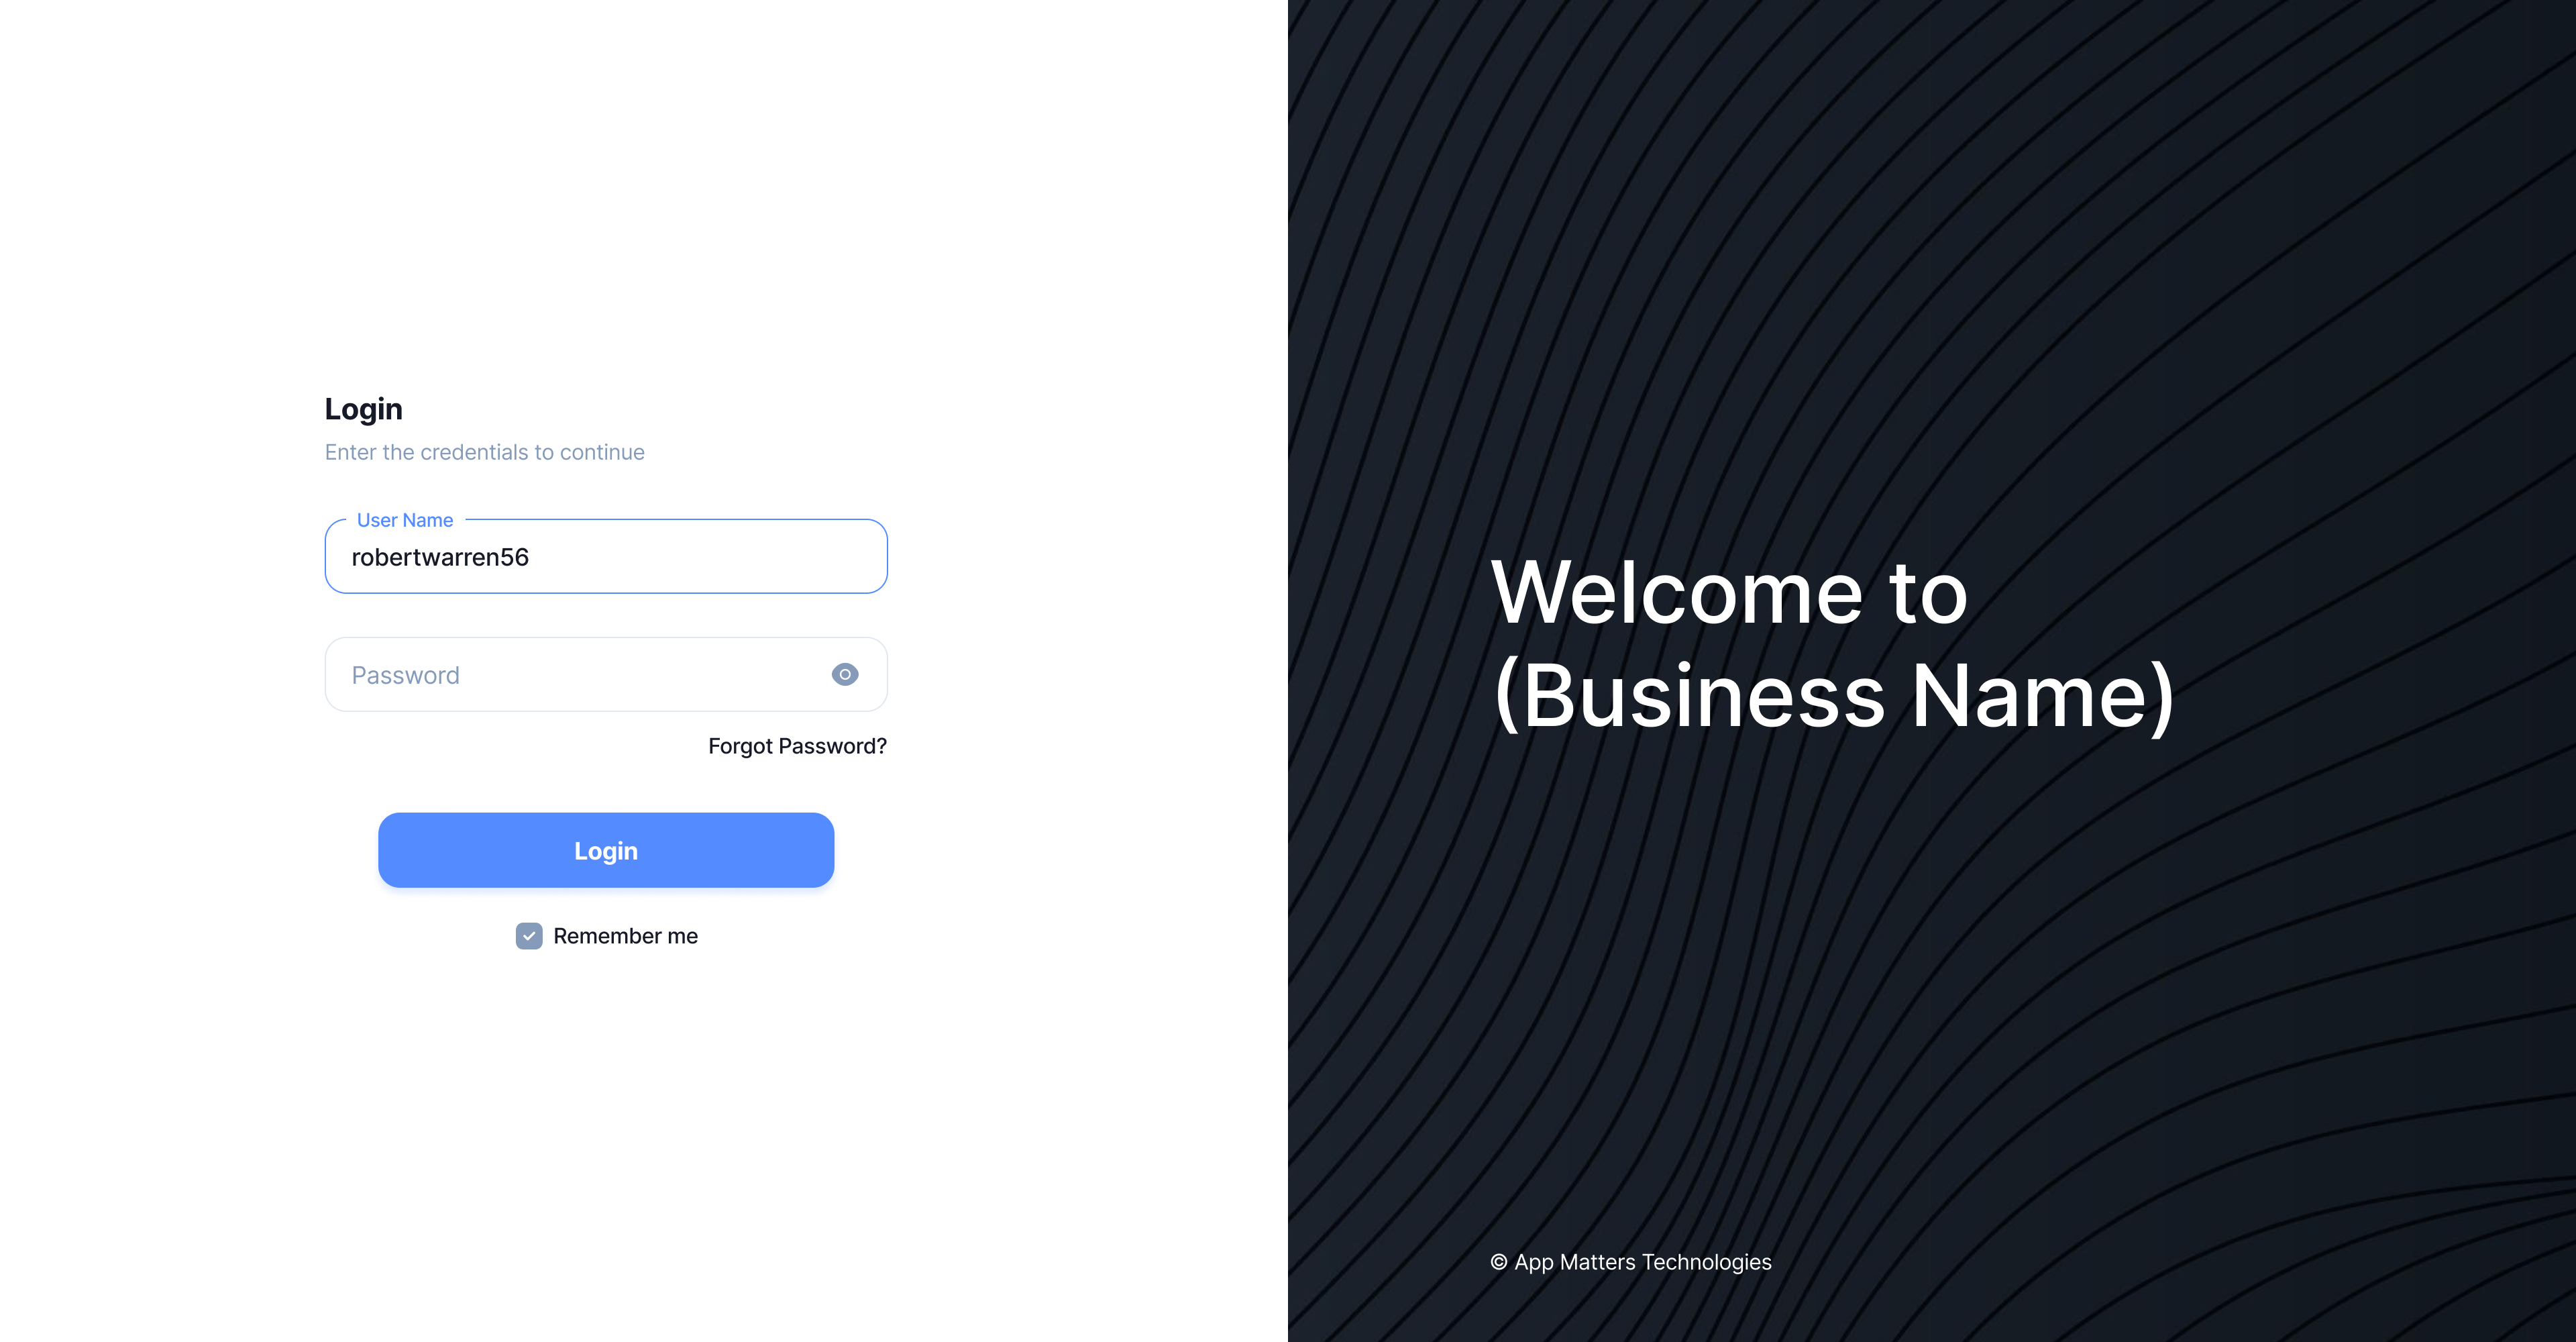 Login
Enter the credentials to continue
User Name
robertwarren56
Password
Forgot Password?
Login
Remember me
Welcome to
(Business Name)
© App Matters Technologies